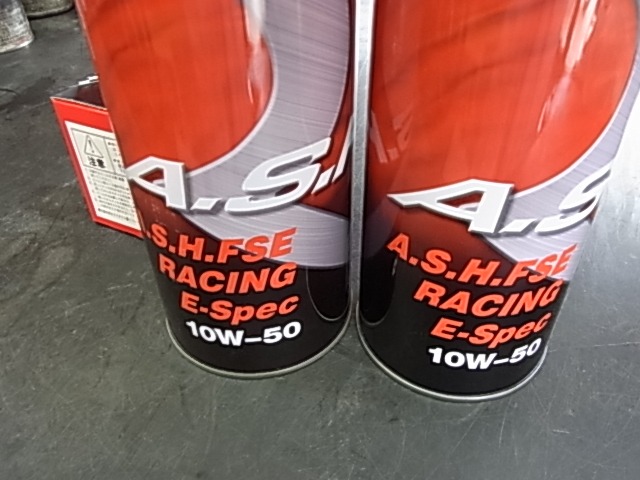 A.S.H
A.S.H.FSE
RACING
E-Spec
10W-50
A.S
A.S.H.FSE
RACING
E-Spec
10W-50
注意